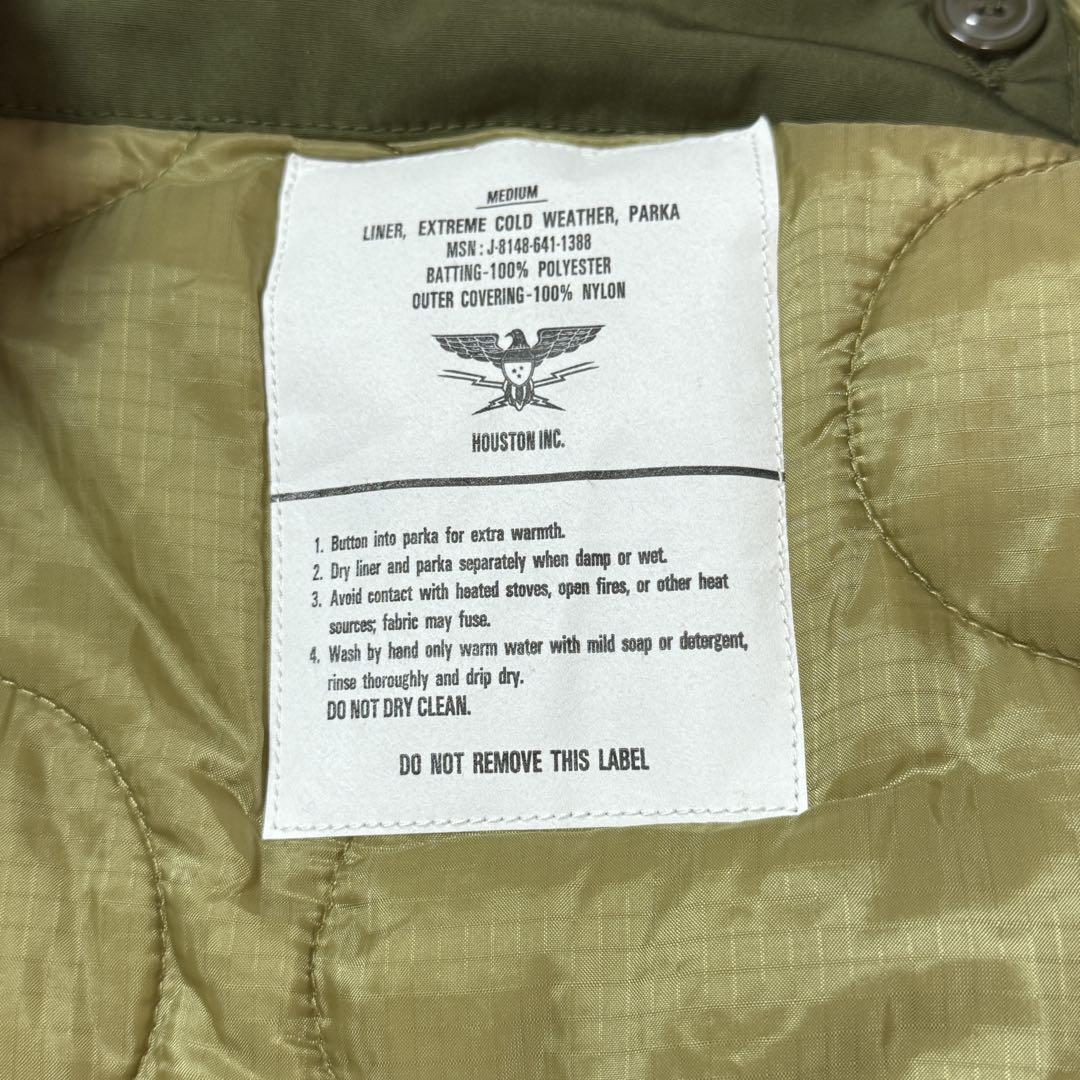 MEDIUM
LINER, EXTREME COLD WEATHER, PARKA
MSN : J-8148-641-1388
BATTING-100% POLYESTER
OUTER COVERING-100% NYLON
HOUSTON INC.
1. Button into parka for extra warmth.
2. Dry liner and parka separately when damp or wet.
3. Avoid contact with heated stoves, open fires, or other heat
sources; fabric may fuse.
4. Wash by hand only warm water with mild soap or detergent,
rinse thoroughly and drip dry.
DO NOT DRY CLEAN.
DO NOT REMOVE THIS LABEL